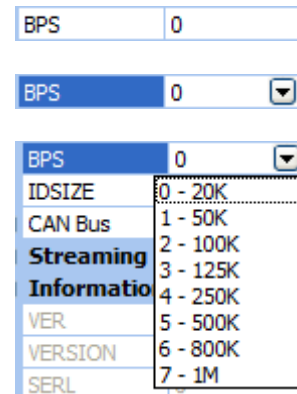 BPS 0
BPS 0
BPS 0
IDSIZE 0 - 20K
CAN Bus 1 - 50K
2 - 100K
Streaming 3 - 125K
Informatio 4 - 250K
VER 5 - 500K
VERSION 6 - 800K
SERL 7 - 1M